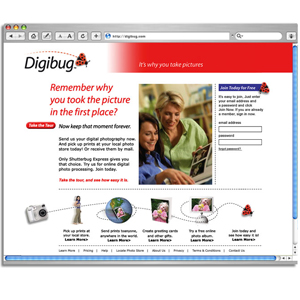 http://digibug.com
Digibug
It's why you take pictures
Remember why
you took the picture
in the first place?
Take the Tour
Now keep that moment forever.
Send us your digital photography now.
And pick up prints at your local photo
store today! Or receive them by mail.
Only Shutterbug Express gives you
that choice. Try us for online digital
photo processing. Join today.
Take the tour, and see how easy it is.
Join Today for Free
It's easy to join. Just enter
your email address and
a password and click
Join Free. If you are already
a member, sign in now.
email address
password
(forgot password?)
Pick up prints at
your local store.
Learn More>
Send prints to anyone,
anywhere in the world.
Learn More>
Create greeting cards
and other gifts.
Learn More>
Try a free online
photo album.
Learn More>
Join today and
see how easy it is!
Learn More>
Learn More | Pricing | Help | Locate Photo Store | About Us | Privacy | Terms & Conditions | Contact Us